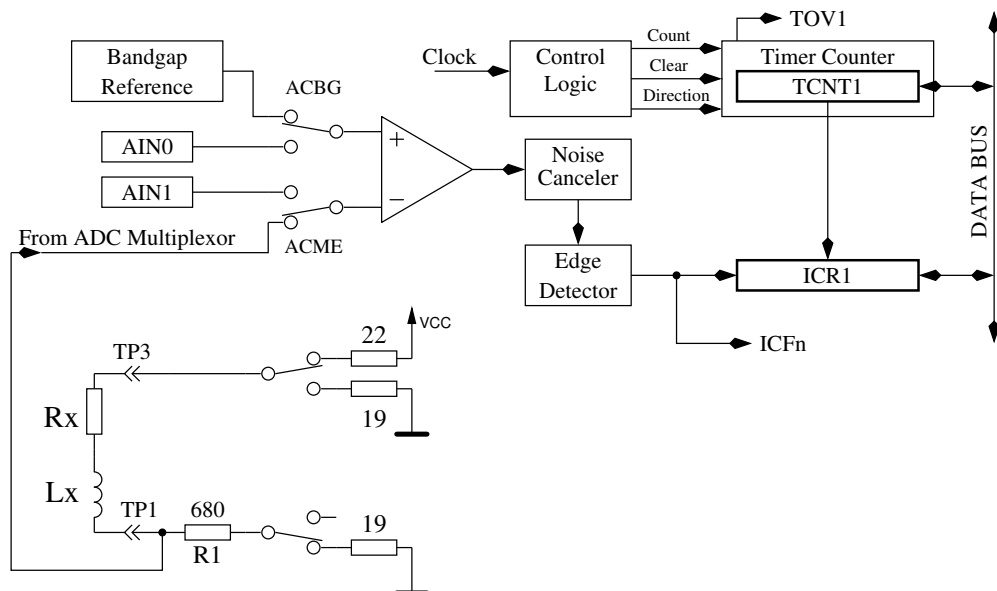 TOV1
Bandgap
Reference
ACBG
Clock
Control
Logic
Count
Clear
Direction
Timer Counter
TCNT1
AIN0
AIN1
+
−
Noise
Canceler
DATA BUS
From ADC Multiplexor
ACME
Edge
Detector
ICR1
ICFn
VCC
22
TP3
19
Rx
Lx
TP1
680
R1
19